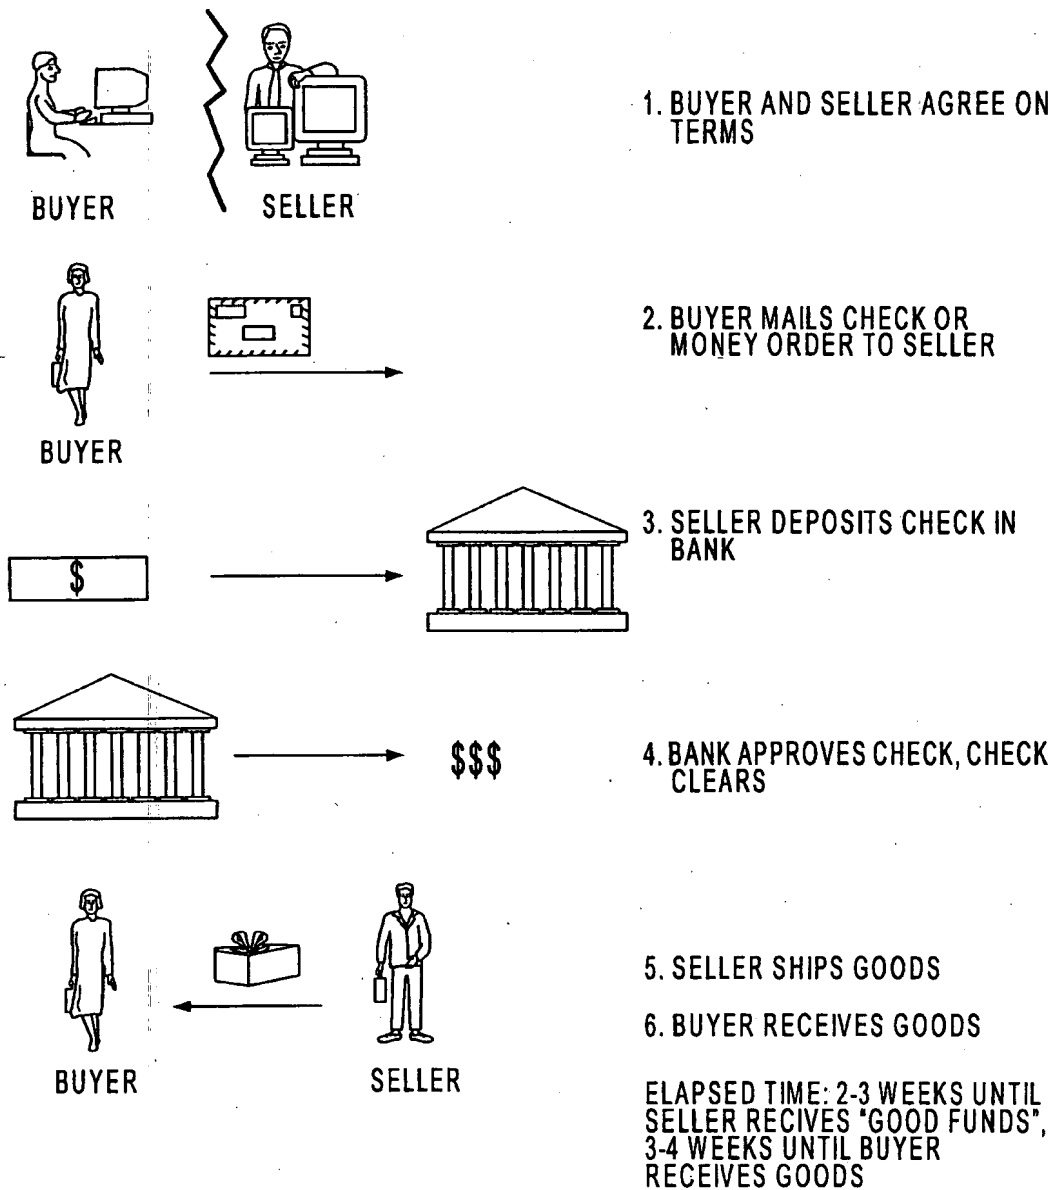 BUYER
SELLER
1. BUYER AND SELLER AGREE ON
TERMS
BUYER
2. BUYER MAILS CHECK OR
MONEY ORDER TO SELLER
$
3. SELLER DEPOSITS CHECK IN
BANK
$$$
4. BANK APPROVES CHECK, CHECK
CLEARS
BUYER
SELLER
5. SELLER SHIPS GOODS
6. BUYER RECEIVES GOODS
ELAPSED TIME: 2-3 WEEKS UNTIL
SELLER RECIVES "GOOD FUNDS",
3-4 WEEKS UNTIL BUYER
RECEIVES GOODS